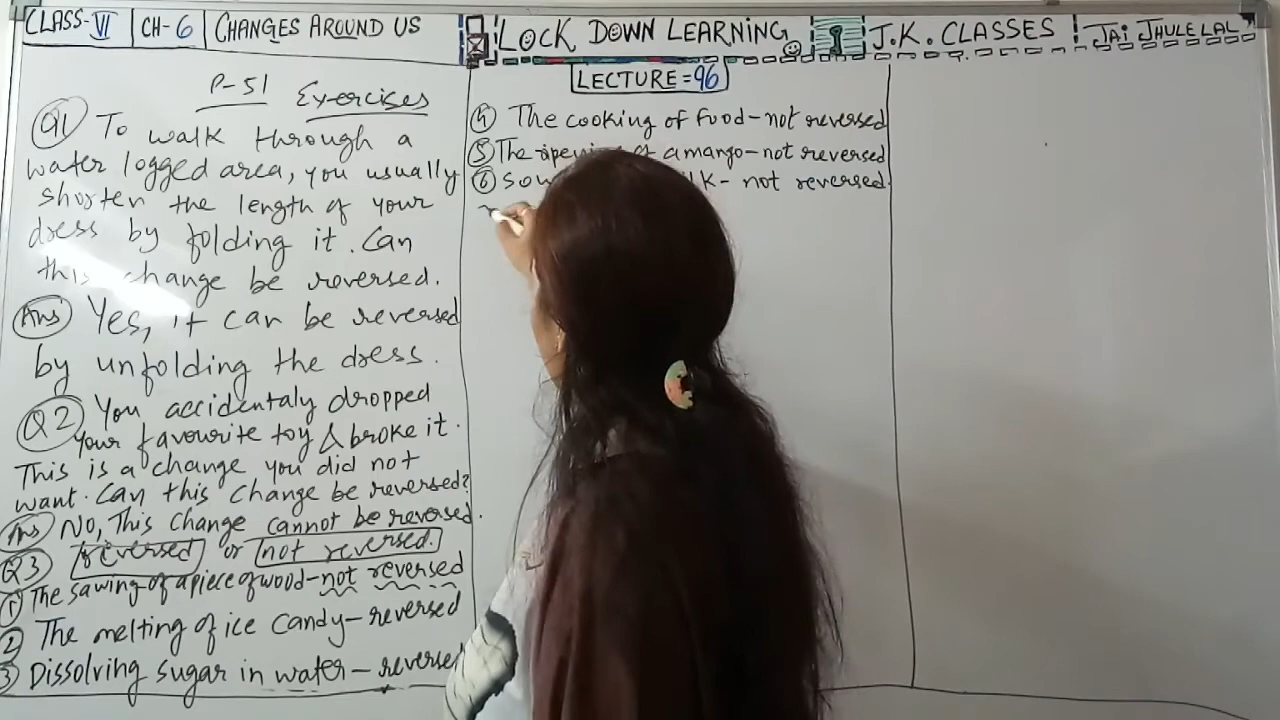 CLASS-VI CH-6 CHANGES AROUND US LOCK DOWN LEARNING J.K. CLASSES JAI JHULELAL
LECTURE=96
P-51 Exercises
Q1 To walk through a
water logged area, you usually
shorten the length of your
dress by folding it. Can
this change be reversed.
Ans Yes, it can be reversed
by unfolding the dress.
Q2 You accidentaly dropped
your favourite toy & broke it.
This is a change you did not
want. Can this change be reversed?
Ans No, This change cannot be reversed.
Q3 reversed or not reversed.
1 The sawing of a piece of wood-not reversed
2 The melting of ice candy-reversed
3 Dissolving sugar in water-reversed
4 The cooking of food-not reversed
5 The of a mango-not reversed
6 - not reversed.